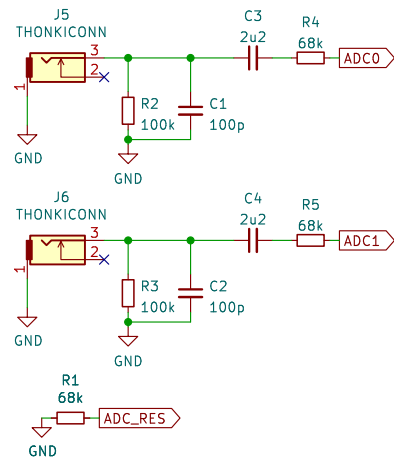 J5
THONKICONN
3
2
1
GND
R2
100k
C1
100p
GND
C3
2u2
R4
68k
ADC0
J6
THONKICONN
3
2
1
GND
R3
100k
C2
100p
GND
C4
2u2
R5
68k
ADC1
R1
68k
ADC_RES
GND